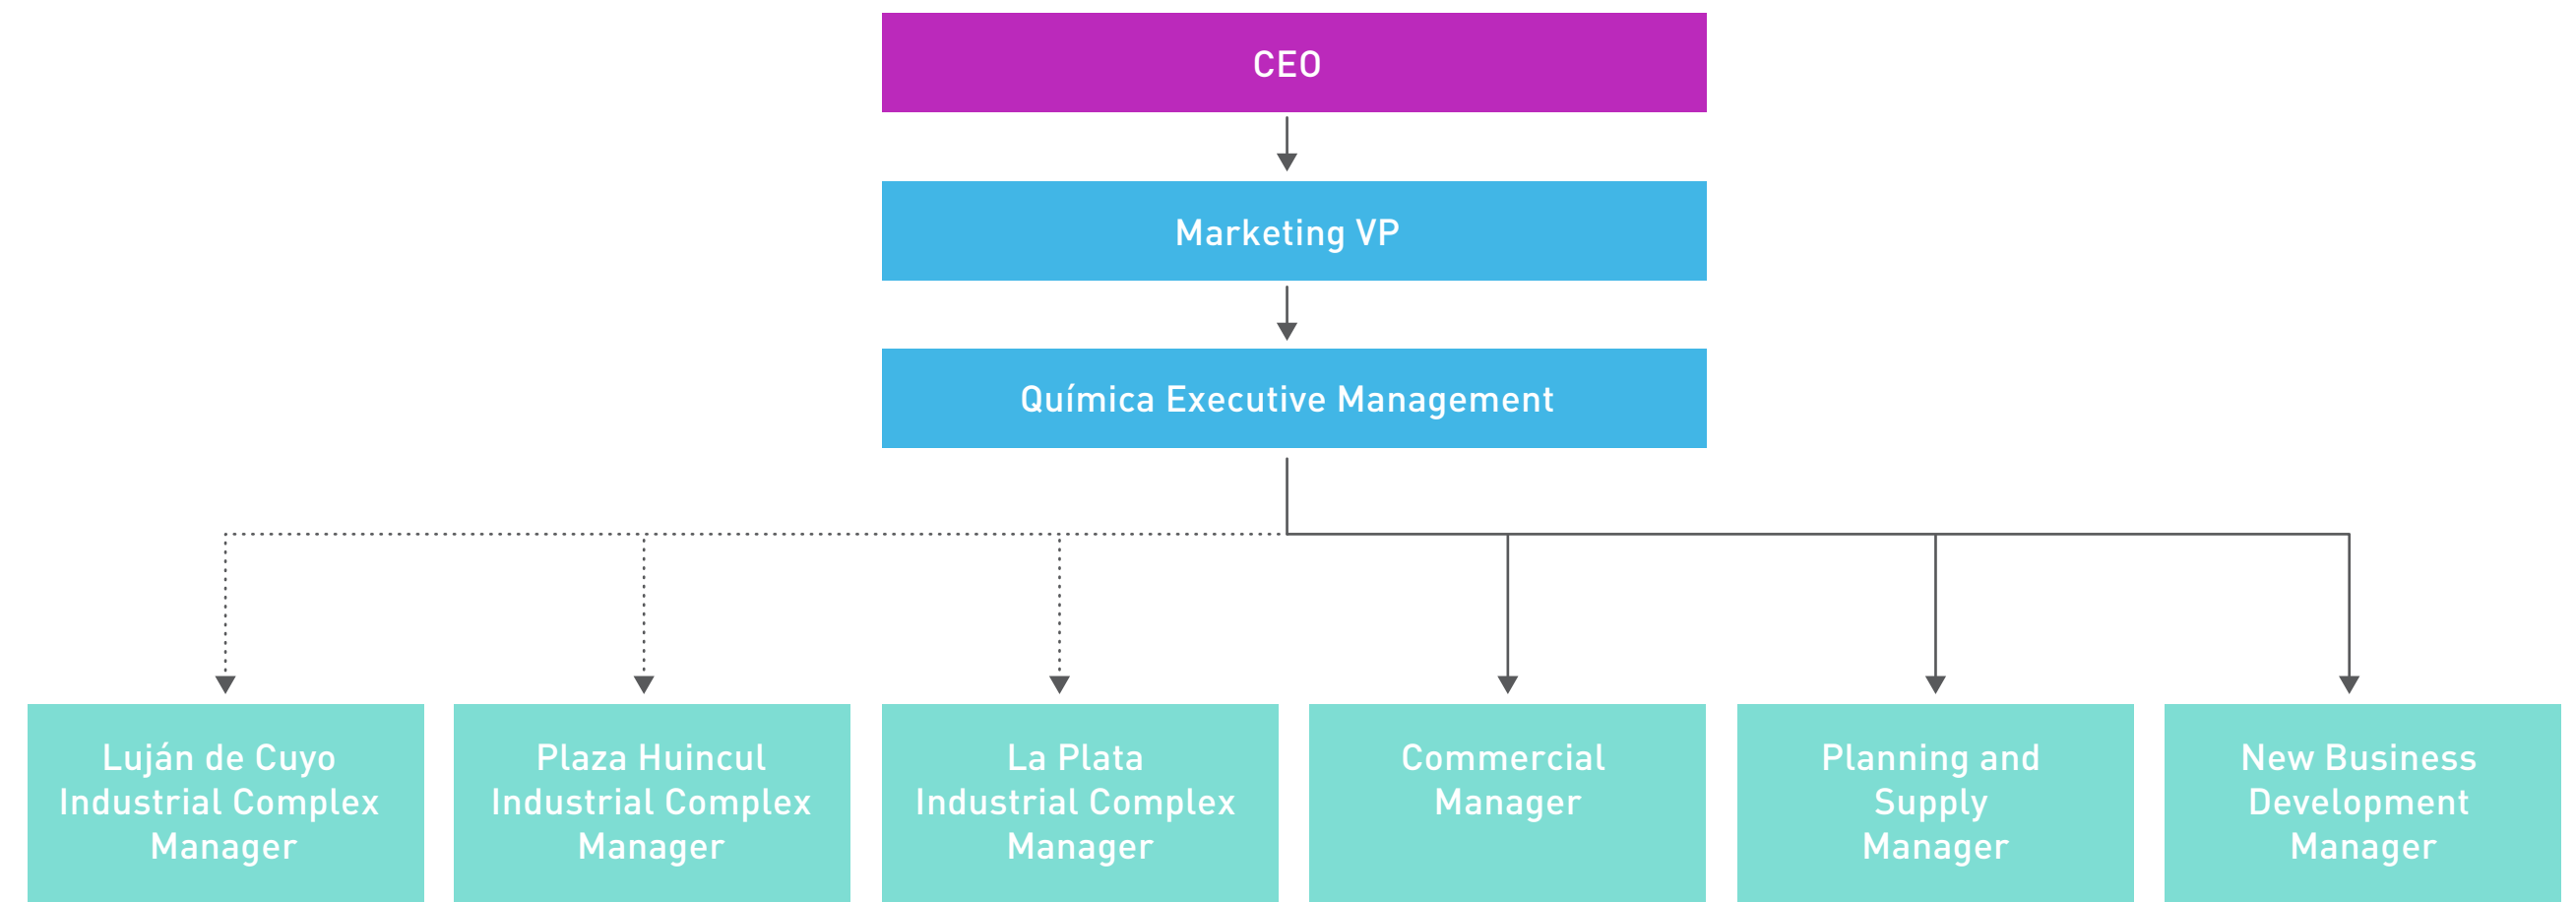 CEO
Marketing VP
Química Executive Management
Luján de Cuyo
Industrial Complex
Manager
Plaza Huincul
Industrial Complex
Manager
La Plata
Industrial Complex
Manager
Commercial
Manager
Planning and
Supply
Manager
New Business
Development
Manager